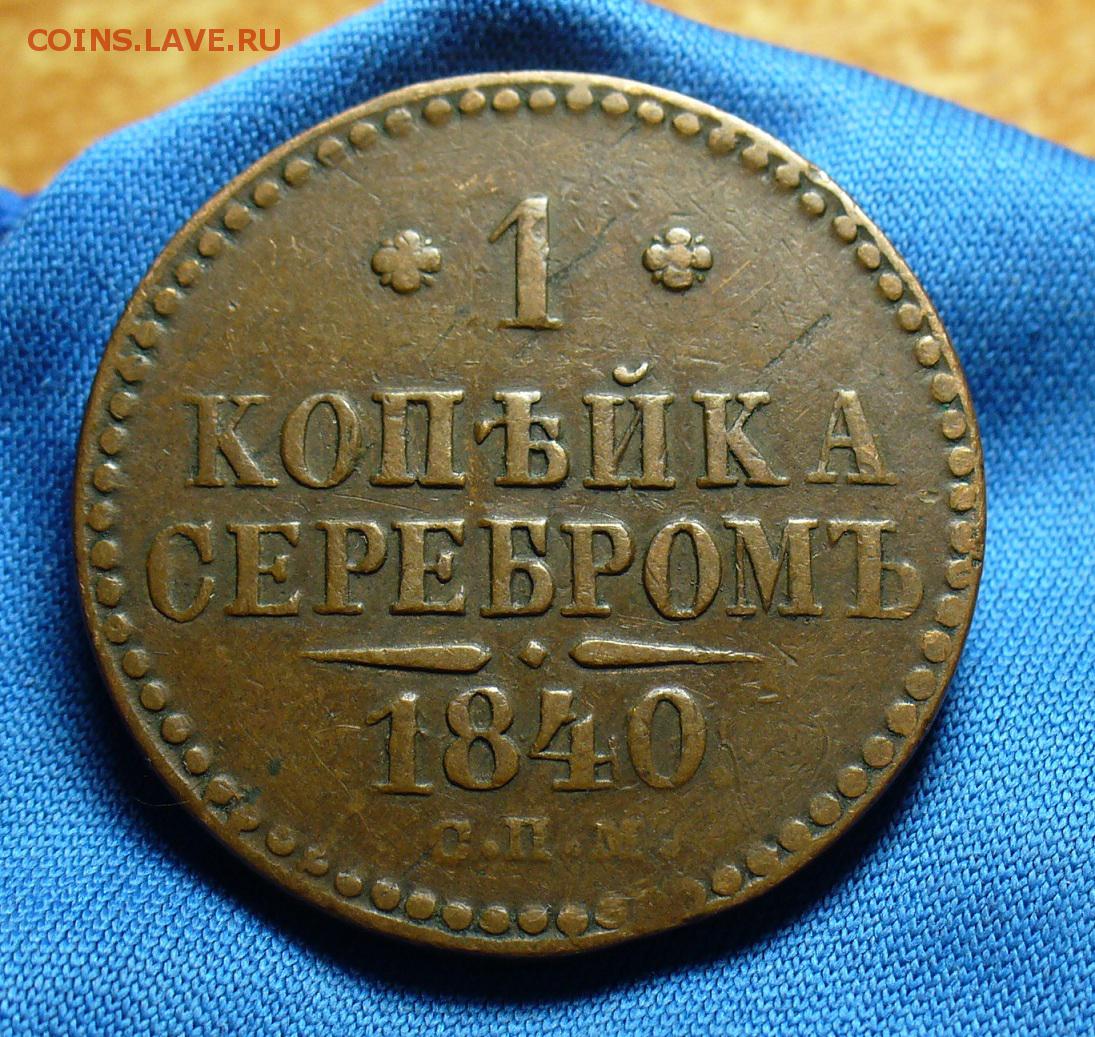 COINS.LAVE.RU
1
КОПѢЙКА
СЕРЕБРОМЪ
1840
С.П.М.